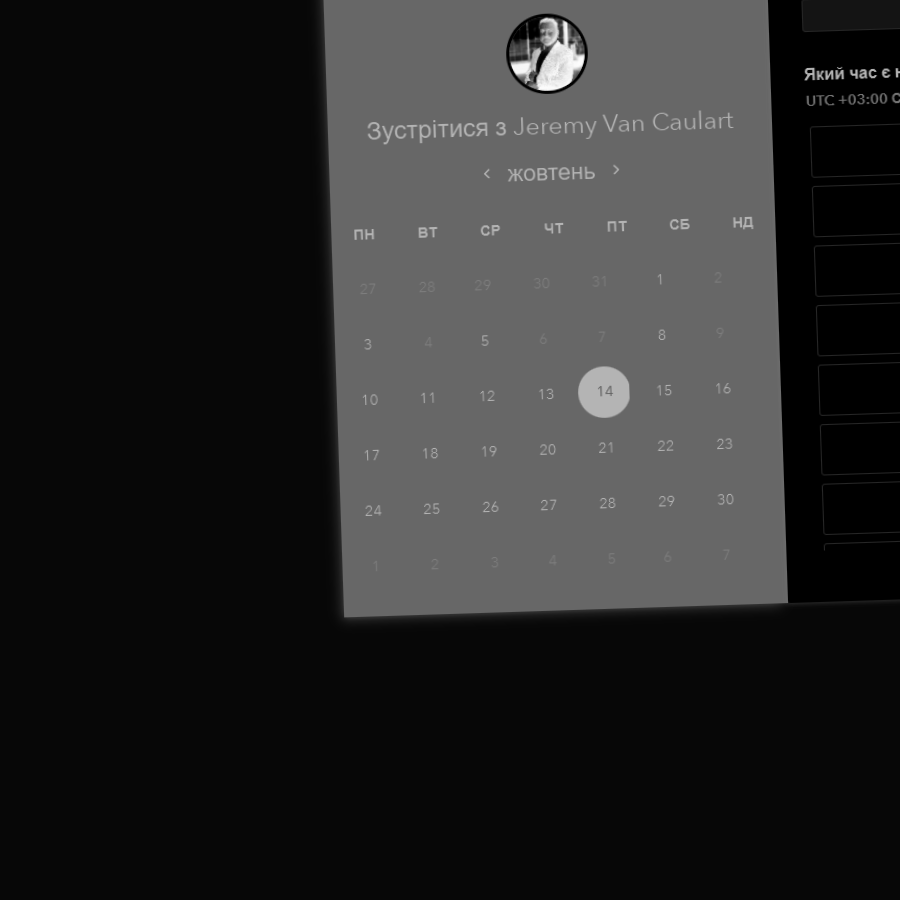 Зустрітися з Jeremy Van Caulart
жовтень
ПН ВТ СР ЧТ ПТ СБ НД
27 28 29 30 31 1 2
3 4 5 6 7 8 9
10 11 12 13 14 15 16
17 18 19 20 21 22 23
24 25 26 27 28 29 30
1 2 3 4 5 6 7
Який час є
UTC +03:00